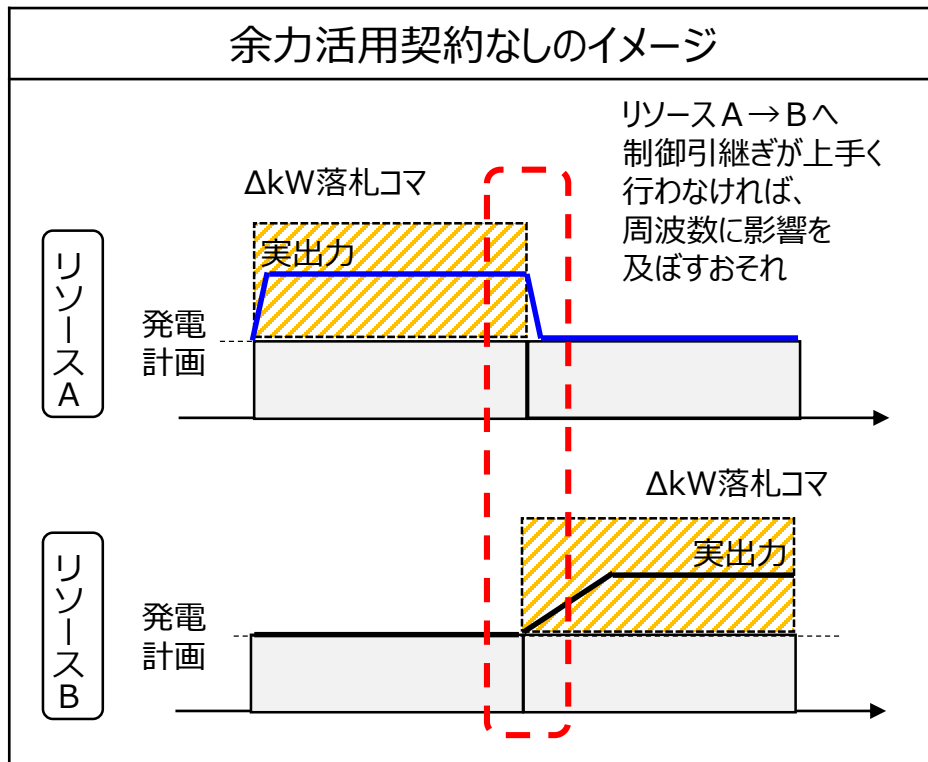 余力活用契約なしのイメージ
リソースA→Bへ
制御引継ぎが上手く
行わなければ、
周波数に影響を
及ぼすおそれ
ΔkW落札コマ
実出力
リソースA
発電
計画
ΔkW落札コマ
実出力
リソースB
発電
計画